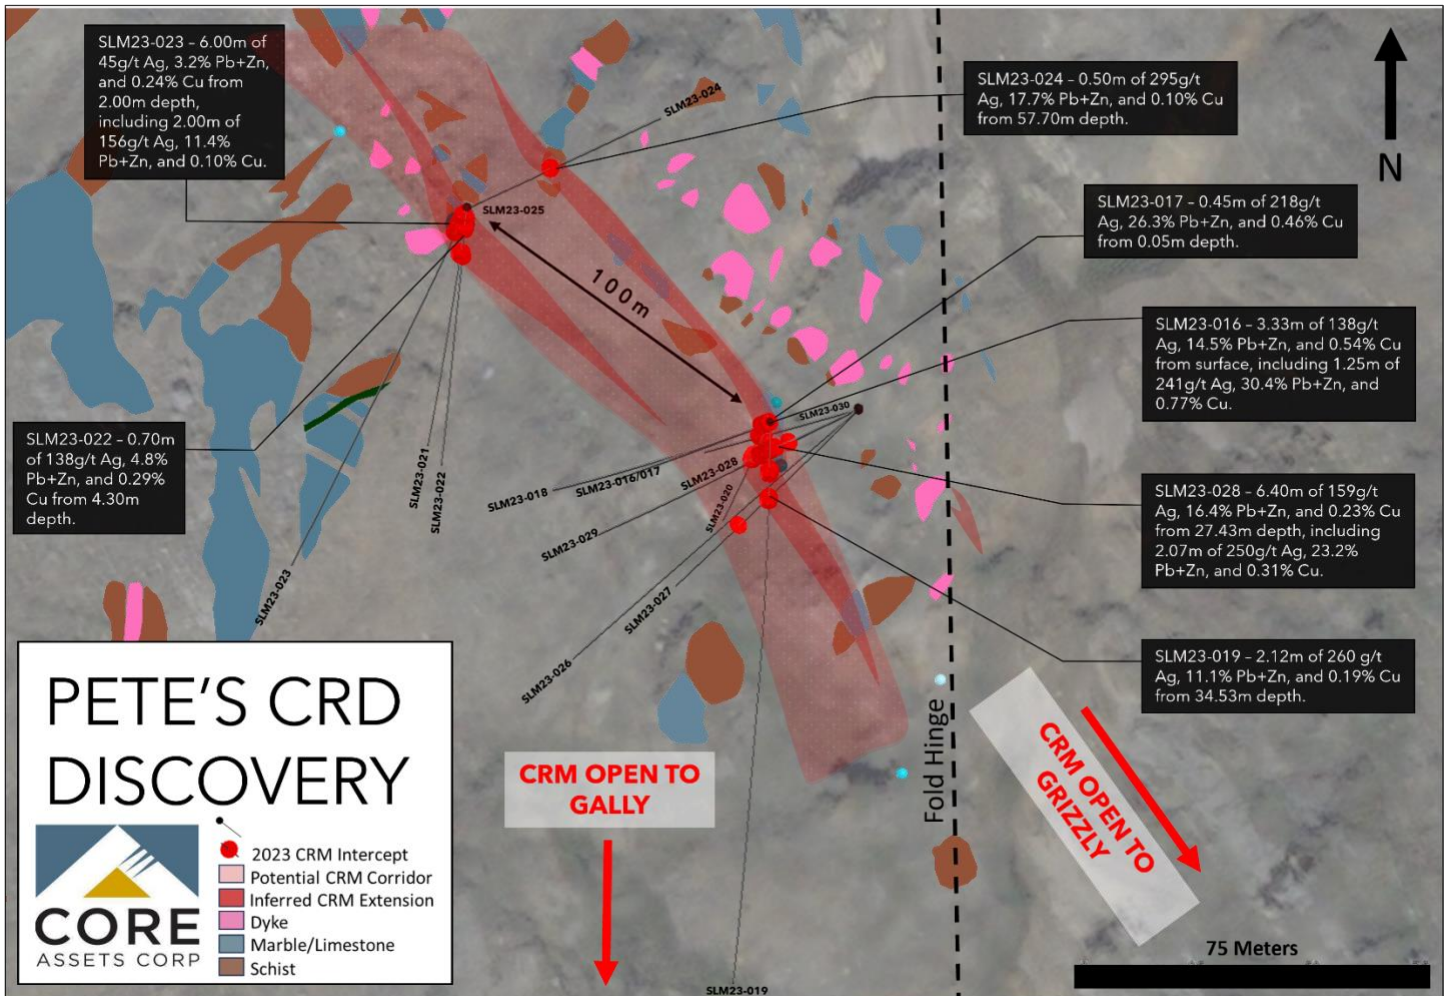 SLM23-023 – 6.00m of
45g/t Ag, 3.2% Pb+Zn,
and 0.24% Cu from
2.00m depth,
including 2.00m of
156g/t Ag, 11.4%
Pb+Zn, and 0.10% Cu.
SLM23-024
SLM23-024 – 0.50m of 295g/t
Ag, 17.7% Pb+Zn, and 0.10% Cu
from 57.70m depth.
N
SLM23-025
SLM23-017 – 0.45m of 218g/t
Ag, 26.3% Pb+Zn, and 0.46% Cu
from 0.05m depth.
100m
SLM23-016 – 3.33m of 138g/t
Ag, 14.5% Pb+Zn, and 0.54% Cu
from surface, including 1.25m of
241g/t Ag, 30.4% Pb+Zn, and
0.77% Cu.
SLM23-022 – 0.70m
of 138g/t Ag, 4.8%
Pb+Zn, and 0.29%
Cu from 4.30m
depth.
SLM23-021
SLM23-022
SLM23-030
SLM23-018
SLM23-016/017
SLM23-028
SLM23-020
SLM23-029
SLM23-028 – 6.40m of 159g/t
Ag, 16.4% Pb+Zn, and 0.23% Cu
from 27.43m depth, including
2.07m of 250g/t Ag, 23.2%
Pb+Zn, and 0.31% Cu.
SLM23-023
SLM23-027
SLM23-026
SLM23-019 – 2.12m of 260 g/t
Ag, 11.1% Pb+Zn, and 0.19% Cu
from 34.53m depth.
PETE'S CRD
DISCOVERY
CORE
ASSETS CORP
2023 CRM Intercept
Potential CRM Corridor
Inferred CRM Extension
Dyke
Marble/Limestone
Schist
CRM OPEN TO
GALLY
Fold Hinge
CRM OPEN TO
GRIZZLY
75 Meters
SLM23-019